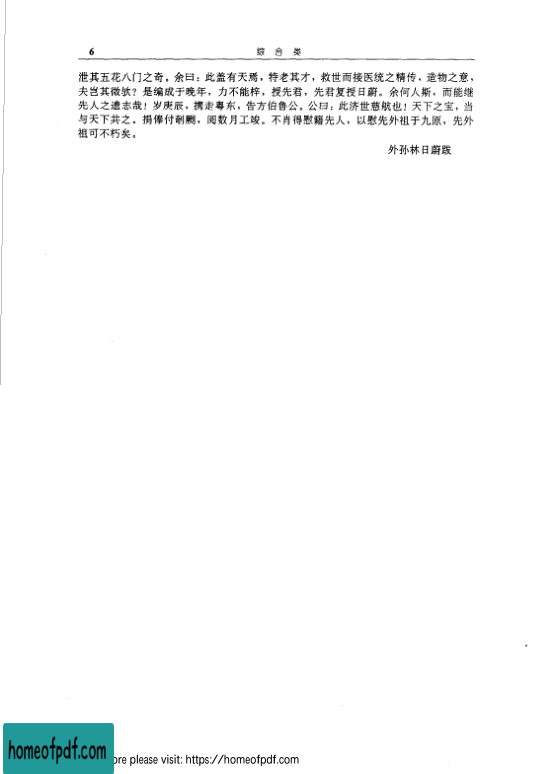 6
综合类
泄其五花八门之奇。余曰：此盖有天焉，特老其才，救世而接医统之精传，造物之意，
夫岂其微欤？是编成于晚年，力不能梓，授先君，先君复授日蔚。余何人斯，而能继
先人之遗志哉！岁庚辰，携走粤东，告方伯鲁公。公曰：此济世慈航也！天下之宝，当
与天下共之。捐俸付剞劂，阅数月工竣。不肖得慰籍先人，以慰先外祖于九原，先外
祖可不朽矣。
外孙林日蔚跋
homeofpdf.com
ore please visit: https://homeofpdf.com